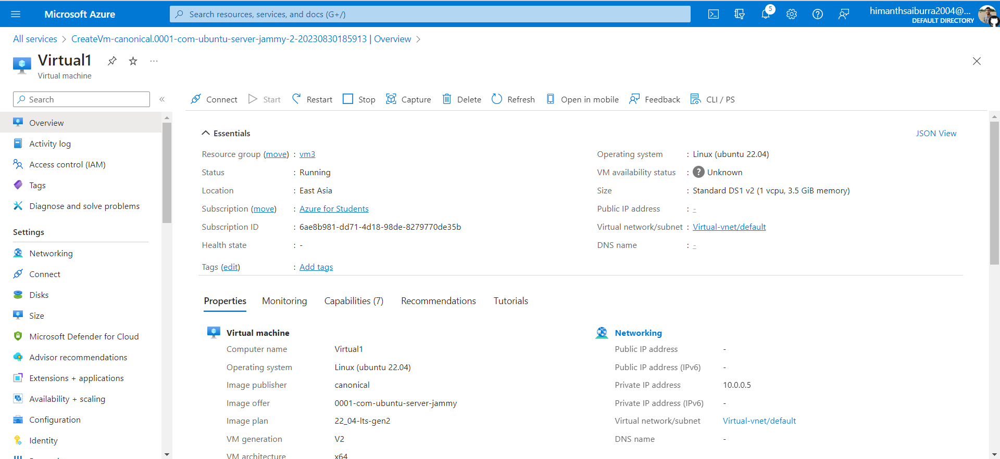 Microsoft Azure
Search resources, services, and docs (G+/)
5
himanthsaiburra2004@...
DEFAULT DIRECTORY
All services > CreateVm-canonical.0001-com-ubuntu-server-jammy-2-20230830185913 | Overview >
Virtual1
...
Virtual machine
Search
«
Overview
Activity log
Access control (IAM)
Tags
Diagnose and solve problems
Settings
Networking
Connect
Disks
Size
Microsoft Defender for Cloud
Advisor recommendations
Extensions + applications
Availability + scaling
Configuration
Identity
Connect Start Restart Stop Capture Delete Refresh Open in mobile Feedback CLI / PS
Essentials
JSON View
Resource group (move) : vm3
Status : Running
Location : East Asia
Subscription (move) : Azure for Students
Subscription ID : 6ae8b981-dd71-4d18-98de-8279770de35b
Health state : -
Tags (edit) : Add tags
Operating system : Linux (ubuntu 22.04)
VM availability status : ? Unknown
Size : Standard DS1 v2 (1 vcpu, 3.5 GiB memory)
Public IP address : -
Virtual network/subnet : Virtual-vnet/default
DNS name : -
Properties Monitoring Capabilities (7) Recommendations Tutorials
Virtual machine
Computer name Virtual1
Operating system Linux (ubuntu 22.04)
Image publisher canonical
Image offer 0001-com-ubuntu-server-jammy
Image plan 22_04-lts-gen2
VM generation V2
VM architecture x64
Networking
Public IP address -
Public IP address (IPv6) -
Private IP address 10.0.0.5
Private IP address (IPv6) -
Virtual network/subnet Virtual-vnet/default
DNS name -